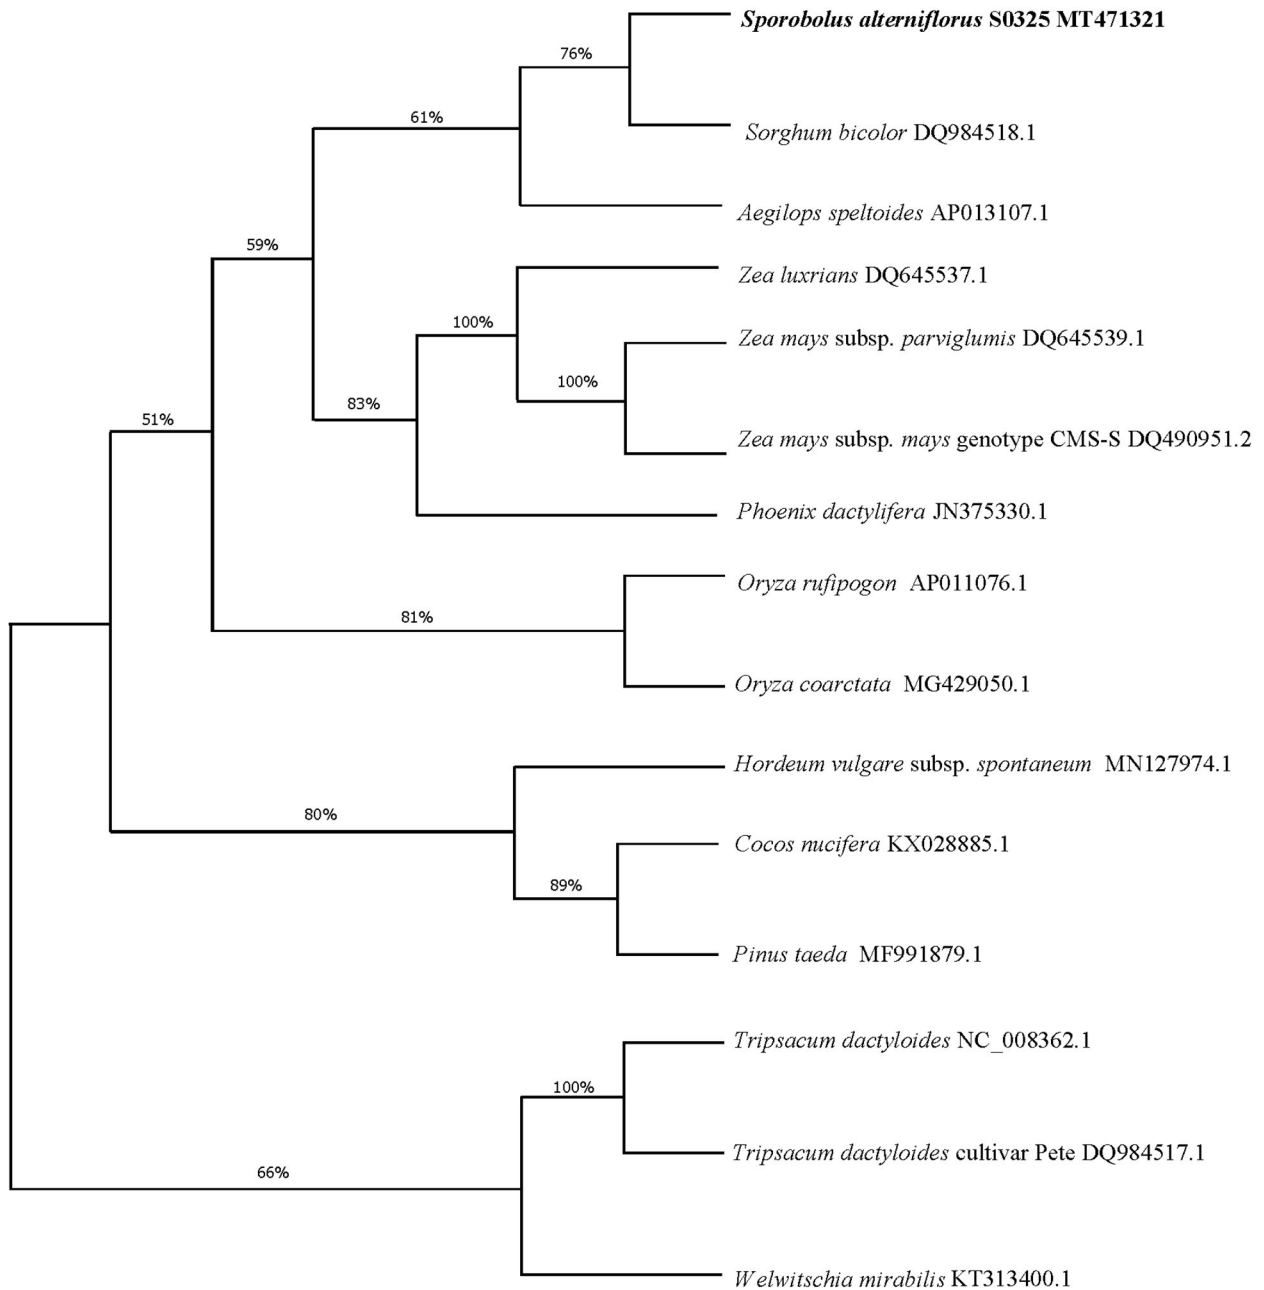 Sporobolus alterniflorus S0325 MT471321
76%
61%
Sorghum bicolor DQ984518.1
Aegilops speltoides AP013107.1
59%
Zea luxrians DQ645537.1
100%
Zea mays subsp. parviglumis DQ645539.1
100%
83%
51%
Zea mays subsp. mays genotype CMS-S DQ490951.2
Phoenix dactylifera JN375330.1
Oryza rufipogon AP011076.1
81%
Oryza coarctata MG429050.1
Hordeum vulgare subsp. spontaneum MN127974.1
80%
Cocos nucifera KX028885.1
89%
Pinus taeda MF991879.1
Tripsacum dactyloides NC_008362.1
100%
Tripsacum dactyloides cultivar Pete DQ984517.1
66%
Welwitschia mirabilis KT313400.1